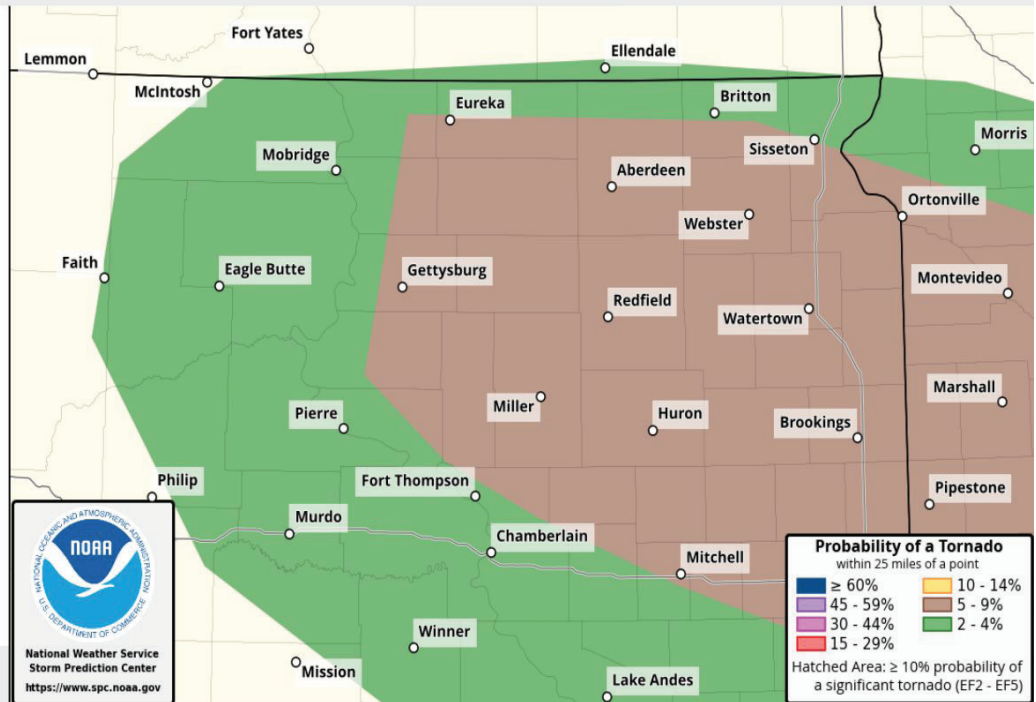 Fort Yates
Lemmon
Ellendale
McIntosh
Britton
Eureka
Morris
Sisseton
Mobridge
Aberdeen
Ortonville
Webster
Faith
Eagle Butte
Gettysburg
Montevideo
Redfield
Watertown
Marshall
Miller
Pierre
Huron
Brookings
Philip
Fort Thompson
Pipestone
Murdo
Chamberlain
Mitchell
Winner
Mission
Lake Andes
NATIONAL OCEANIC AND ATMOSPHERIC ADMINISTRATION
NOAA
U.S. DEPARTMENT OF COMMERCE
National Weather Service
Storm Prediction Center
https://www.spc.noaa.gov
Probability of a Tornado
within 25 miles of a point
≥ 60%
10 - 14%
45 - 59%
5 - 9%
30 - 44%
2 - 4%
15 - 29%
Hatched Area: ≥ 10% probability of
a significant tornado (EF2 - EF5)